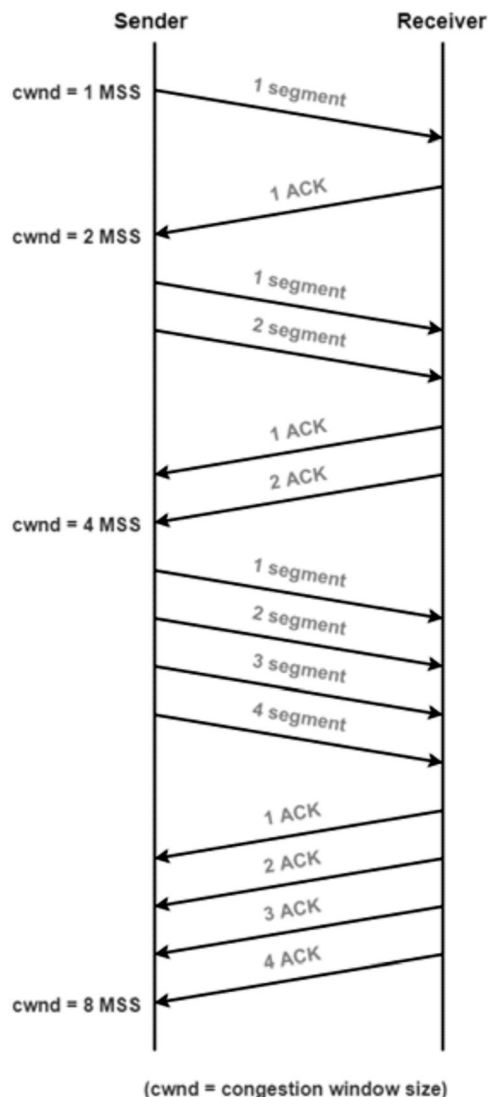 Sender Receiver
cwnd = 1 MSS
1 segment
1 ACK
cwnd = 2 MSS
1 segment
2 segment
1 ACK
2 ACK
cwnd = 4 MSS
1 segment
2 segment
3 segment
4 segment
1 ACK
2 ACK
3 ACK
4 ACK
cwnd = 8 MSS
(cwnd = congestion window size)